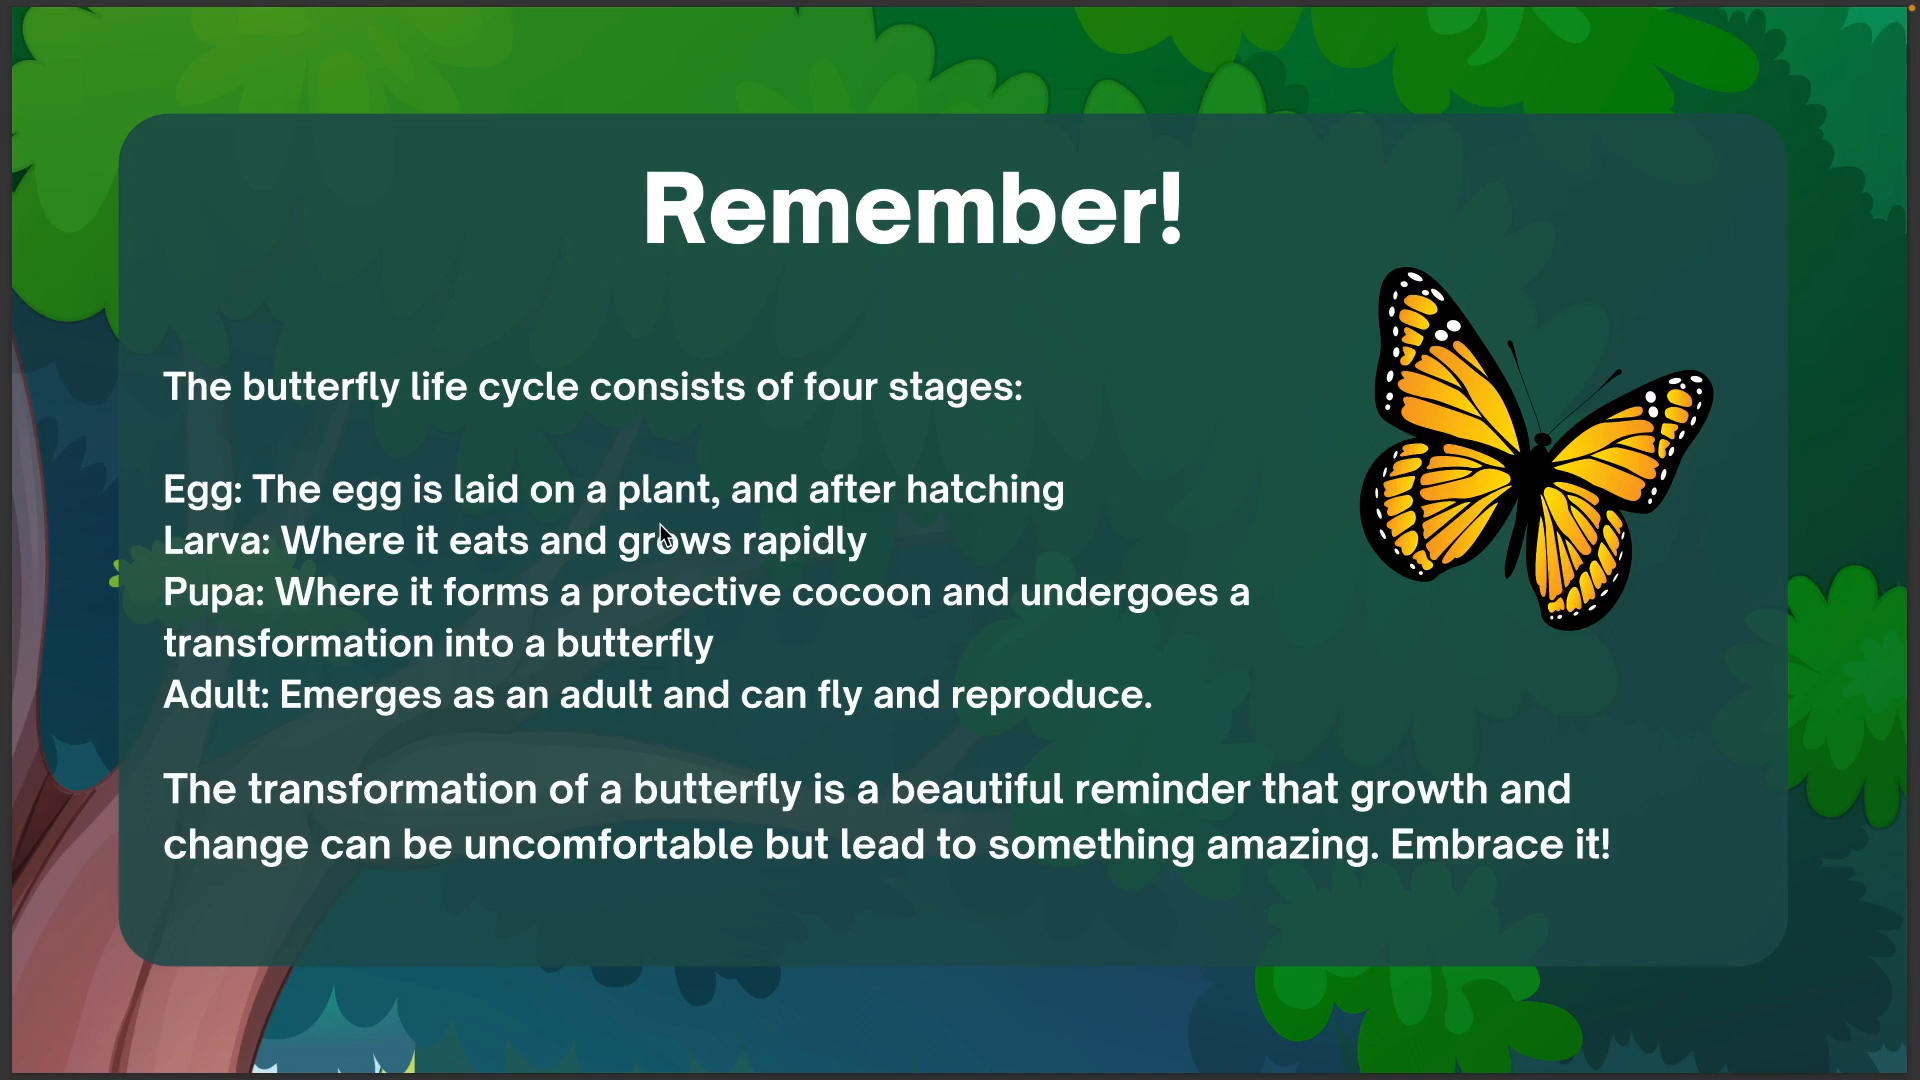 Remember!
The butterfly life cycle consists of four stages:
Egg: The egg is laid on a plant, and after hatching
Larva: Where it eats and grows rapidly
Pupa: Where it forms a protective cocoon and undergoes a
transformation into a butterfly
Adult: Emerges as an adult and can fly and reproduce.
The transformation of a butterfly is a beautiful reminder that growth and
change can be uncomfortable but lead to something amazing. Embrace it!